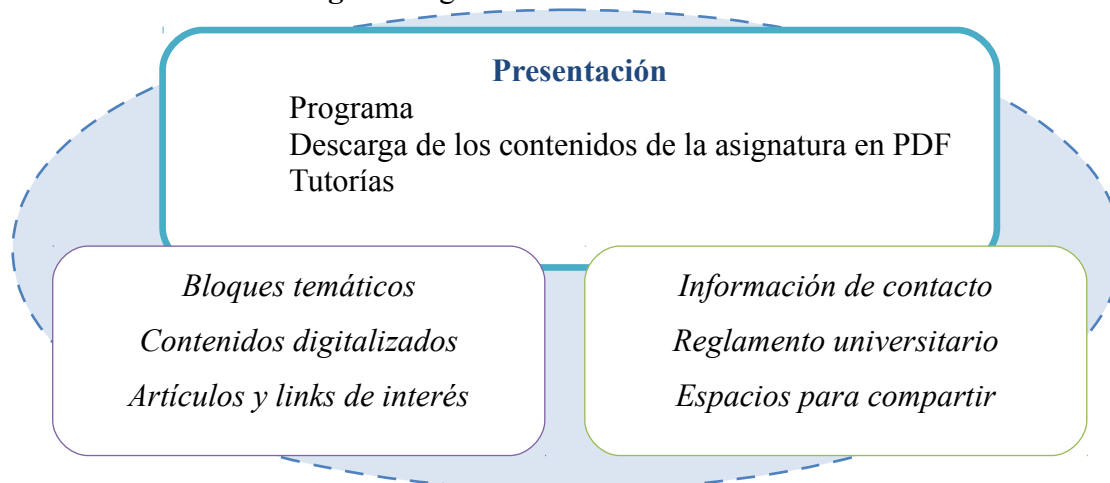 Presentación
Programa
Descarga de los contenidos de la asignatura en PDF
Tutorías
Bloques temáticos
Contenidos digitalizados
Artículos y links de interés
Información de contacto
Reglamento universitario
Espacios para compartir